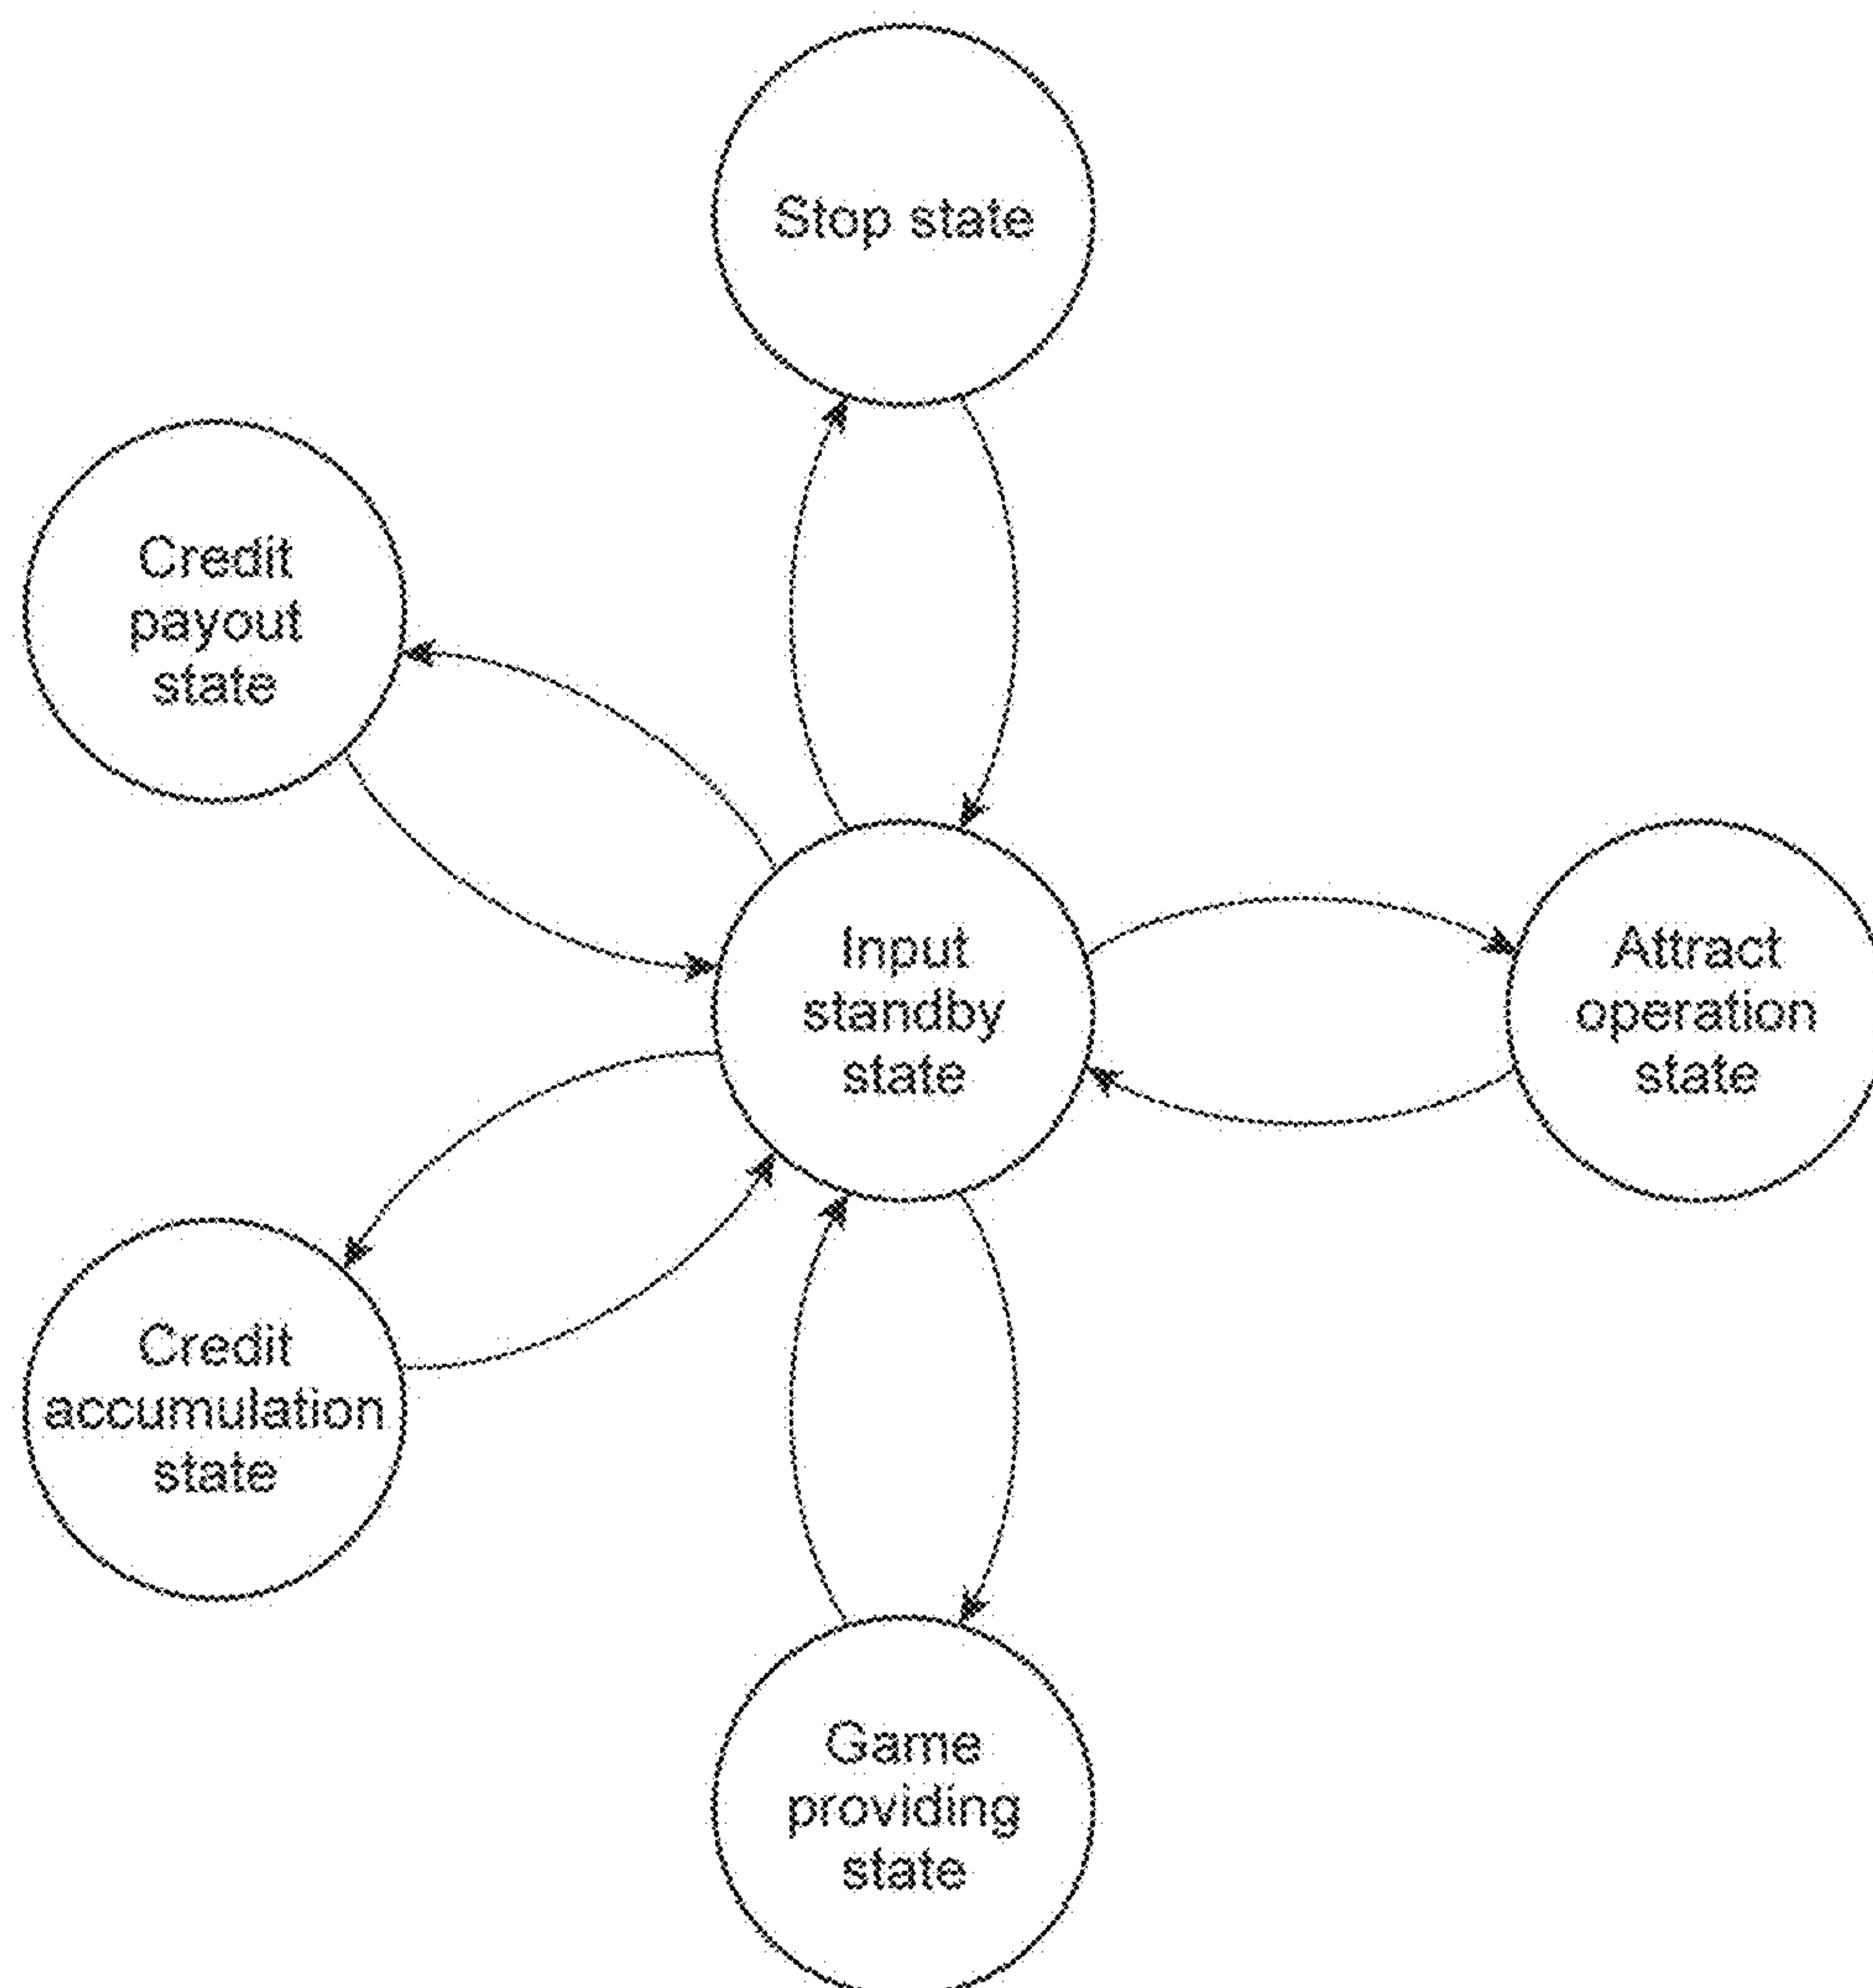 Stop state
Credit
payout
state
Input
standby
state
Attract
operation
state
Credit
accumulation
state
Game
providing
state